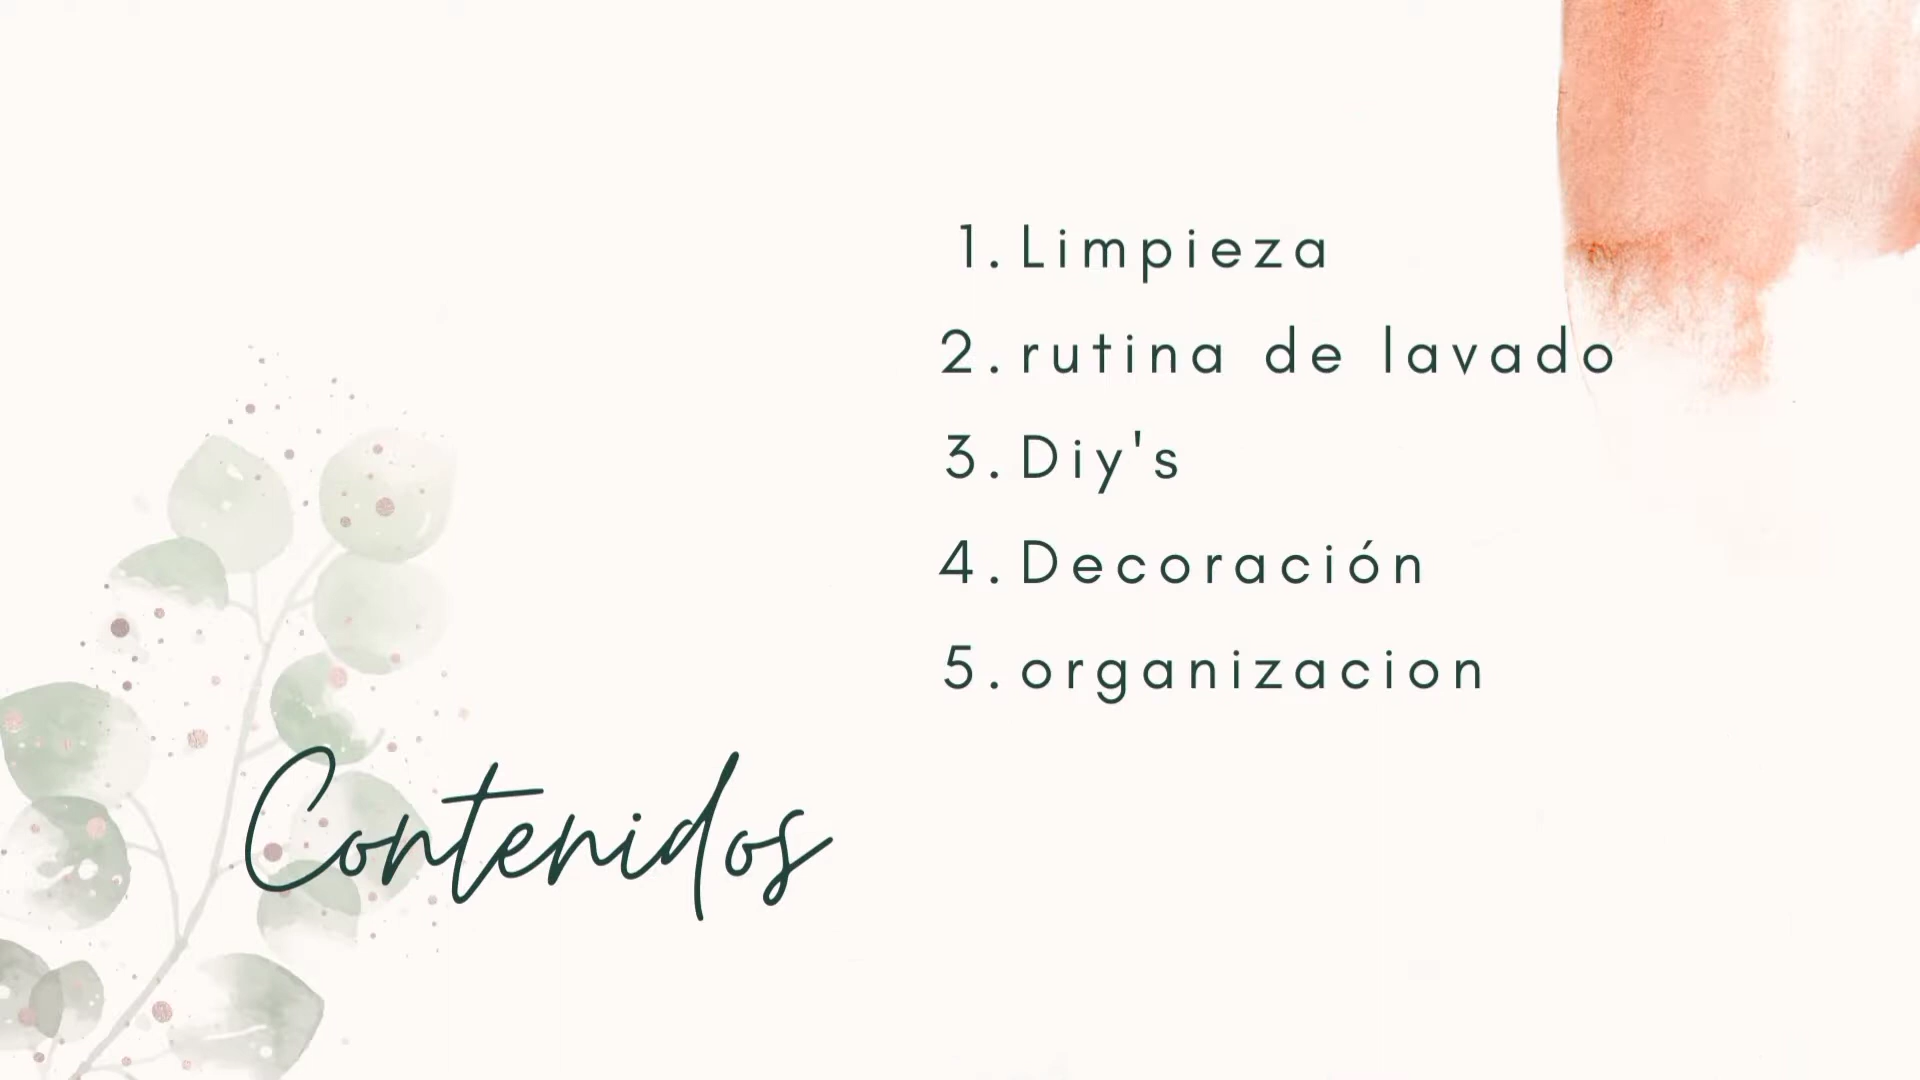 1. Limpieza
2. rutina de lavado
3. Diy's
4. Decoración
5. organizacion
Contenidos